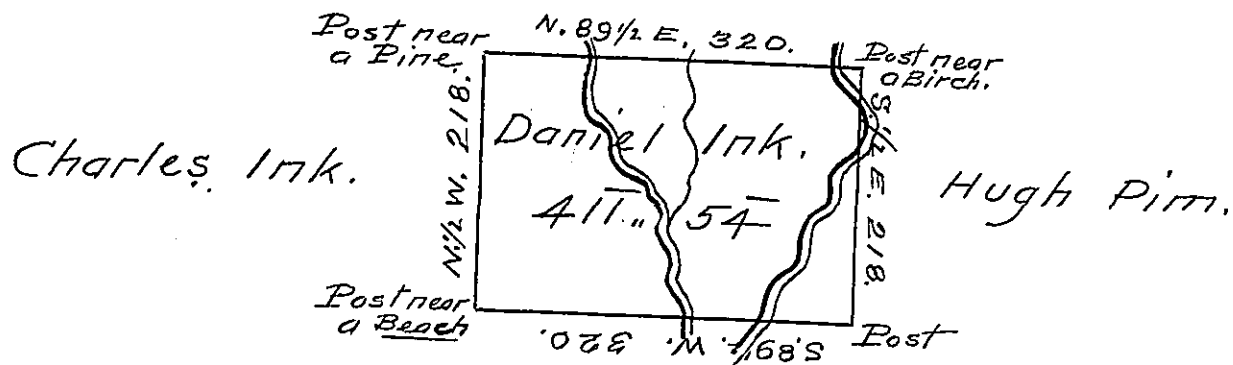 N. 89½ E. 320.
Post near
a Pine.
Post near
a Birch.
N.½ W. 218.
S. ½ E. 218.
Daniel Ink.
411.,, 54
Charles. Ink.
Hugh Pim.
Post near
a Beach
S.89½. W. 320.
Post